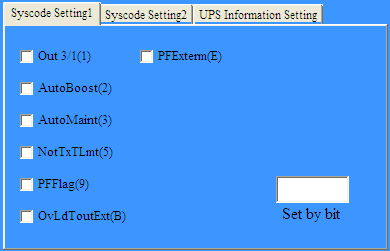 Syscode Setting1 Syscode Setting2 UPS Information Setting
Out 3/1(1) PFExterm(E)
AutoBoost(2)
AutoMaint(3)
NotTxTLmt(5)
PFFlag(9)
OvLdToutExt(B)
Set by bit